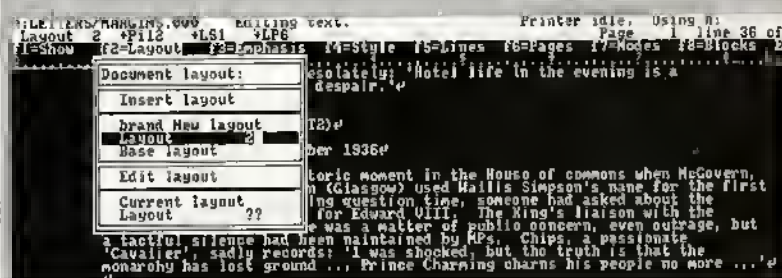 A:LETTERS/MARGINS.000 Editing text. Printer idle. Using A:
Layout 2 +Pi12 +LS1 +LP6 Page 1 line 36 of
f1=Show f2=Layout f3=Emphasis f4=Style f5=Lines f6=Pages f7=Modes f8=Blocks
Document layout:
esolately: 'Hotel life in the evening is a
despair.'
Insert layout
Brand New layout
T2)
Layout 2
Base layout
ber 1936
Edit layout
toric moment in the House of commons when McGovern,
n (Glasgow) used Wallis Simpson's name for the first
Current layout
ing question time, someone had asked about the
Layout ??
for Edward VIII. The King's liaison with the
e was a matter of public concern, even outrage, but
a tactful silence had been maintained by MPs. Chips, a passionate
'Cavalier', sadly records: 'I was shocked, but the truth is that the
monarchy has lost ground ... Prince Charming charms his people no more ...'